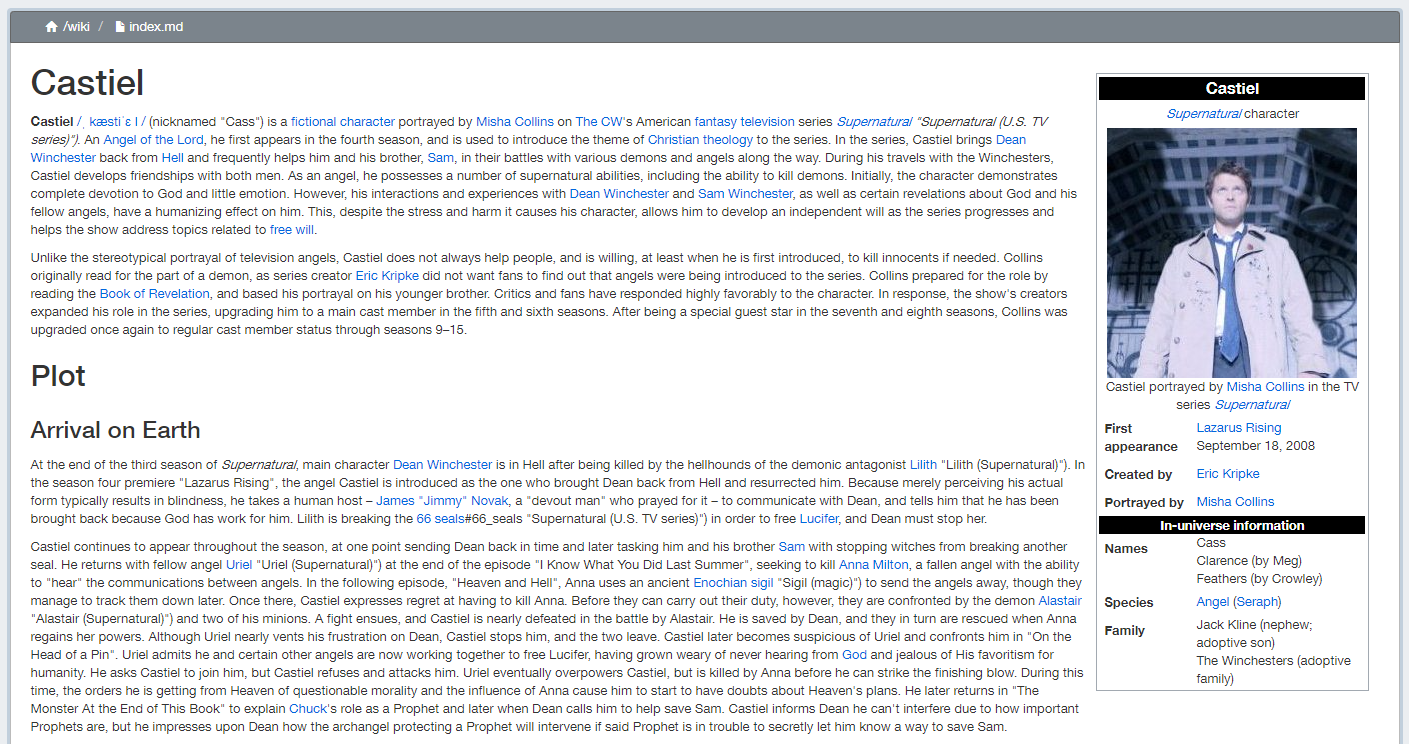 /wiki / index.md
Castiel
Castiel /ˌkæstiˈɛl/ (nicknamed "Cass") is a fictional character portrayed by Misha Collins on The CW's American fantasy television series Supernatural "Supernatural (U.S. TV
series)"). An Angel of the Lord, he first appears in the fourth season, and is used to introduce the theme of Christian theology to the series. In the series, Castiel brings Dean
Winchester back from Hell and frequently helps him and his brother, Sam, in their battles with various demons and angels along the way. During his travels with the Winchesters,
Castiel develops friendships with both men. As an angel, he possesses a number of supernatural abilities, including the ability to kill demons. Initially, the character demonstrates
complete devotion to God and little emotion. However, his interactions and experiences with Dean Winchester and Sam Winchester, as well as certain revelations about God and his
fellow angels, have a humanizing effect on him. This, despite the stress and harm it causes his character, allows him to develop an independent will as the series progresses and
helps the show address topics related to free will.
Unlike the stereotypical portrayal of television angels, Castiel does not always help people, and is willing, at least when he is first introduced, to kill innocents if needed. Collins
originally read for the part of a demon, as series creator Eric Kripke did not want fans to find out that angels were being introduced to the series. Collins prepared for the role by
reading the Book of Revelation, and based his portrayal on his younger brother. Critics and fans have responded highly favorably to the character. In response, the show's creators
expanded his role in the series, upgrading him to a main cast member in the fifth and sixth seasons. After being a special guest star in the seventh and eighth seasons, Collins was
upgraded once again to regular cast member status through seasons 9–15.
Plot
Arrival on Earth
At the end of the third season of Supernatural, main character Dean Winchester is in Hell after being killed by the hellhounds of the demonic antagonist Lilith "Lilith (Supernatural)"). In
the season four premiere "Lazarus Rising", the angel Castiel is introduced as the one who brought Dean back from Hell and resurrected him. Because merely perceiving his actual
form typically results in blindness, he takes a human host – James "Jimmy" Novak, a "devout man" who prayed for it – to communicate with Dean, and tells him that he has been
brought back because God has work for him. Lilith is breaking the 66 seals#66_seals "Supernatural (U.S. TV series)") in order to free Lucifer, and Dean must stop her.
Castiel continues to appear throughout the season, at one point sending Dean back in time and later tasking him and his brother Sam with stopping witches from breaking another
seal. He returns with fellow angel Uriel "Uriel (Supernatural)") at the end of the episode "I Know What You Did Last Summer", seeking to kill Anna Milton, a fallen angel with the ability
to "hear" the communications between angels. In the following episode, "Heaven and Hell", Anna uses an ancient Enochian sigil "Sigil (magic)") to send the angels away, though they
manage to track them down later. Once there, Castiel expresses regret at having to kill Anna. Before they can carry out their duty, however, they are confronted by the demon Alastair
"Alastair (Supernatural)") and two of his minions. A fight ensues, and Castiel is nearly defeated in the battle by Alastair. He is saved by Dean, and they in turn are rescued when Anna
regains her powers. Although Uriel nearly vents his frustration on Dean, Castiel stops him, and the two leave. Castiel later becomes suspicious of Uriel and confronts him in "On the
Head of a Pin". Uriel admits he and certain other angels are now working together to free Lucifer, having grown weary of never hearing from God and jealous of His favoritism for
humanity. He asks Castiel to join him, but Castiel refuses and attacks him. Uriel eventually overpowers Castiel, but is killed by Anna before he can strike the finishing blow. During this
time, the orders he is getting from Heaven of questionable morality and the influence of Anna cause him to start to have doubts about Heaven's plans. He later returns in "The
Monster At the End of This Book" to explain Chuck's role as a Prophet and later when Dean calls him to help save Sam. Castiel informs Dean he can't interfere due to how important
Prophets are, but he impresses upon Dean how the archangel protecting a Prophet will intervene if said Prophet is in trouble to secretly let him know a way to save Sam.
Castiel
Supernatural character
Castiel portrayed by Misha Collins in the TV
series Supernatural
First appearance Lazarus Rising
September 18, 2008
Created by Eric Kripke
Portrayed by Misha Collins
In-universe information
Names Cass
Clarence (by Meg)
Feathers (by Crowley)
Species Angel (Seraph)
Family Jack Kline (nephew;
adoptive son)
The Winchesters (adoptive
family)